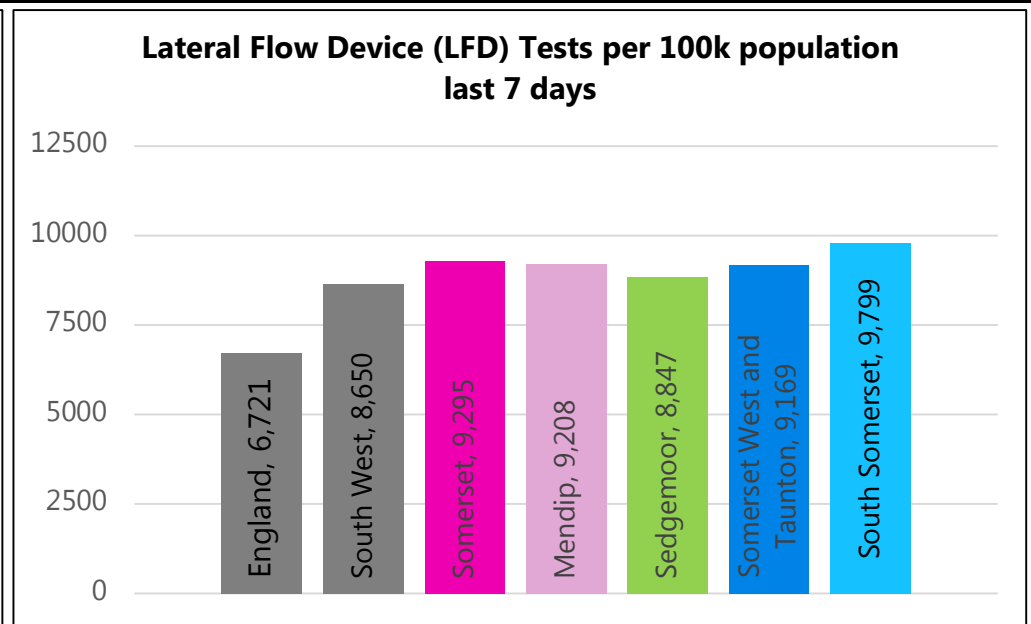 Lateral Flow Device (LFD) Tests per 100k population
last 7 days
12500
10000
7500
5000
2500
0
England, 6,721
South West, 8,650
Somerset, 9,295
Mendip, 9,208
Sedgemoor, 8,847
Somerset West and
Taunton, 9,169
South Somerset, 9,799